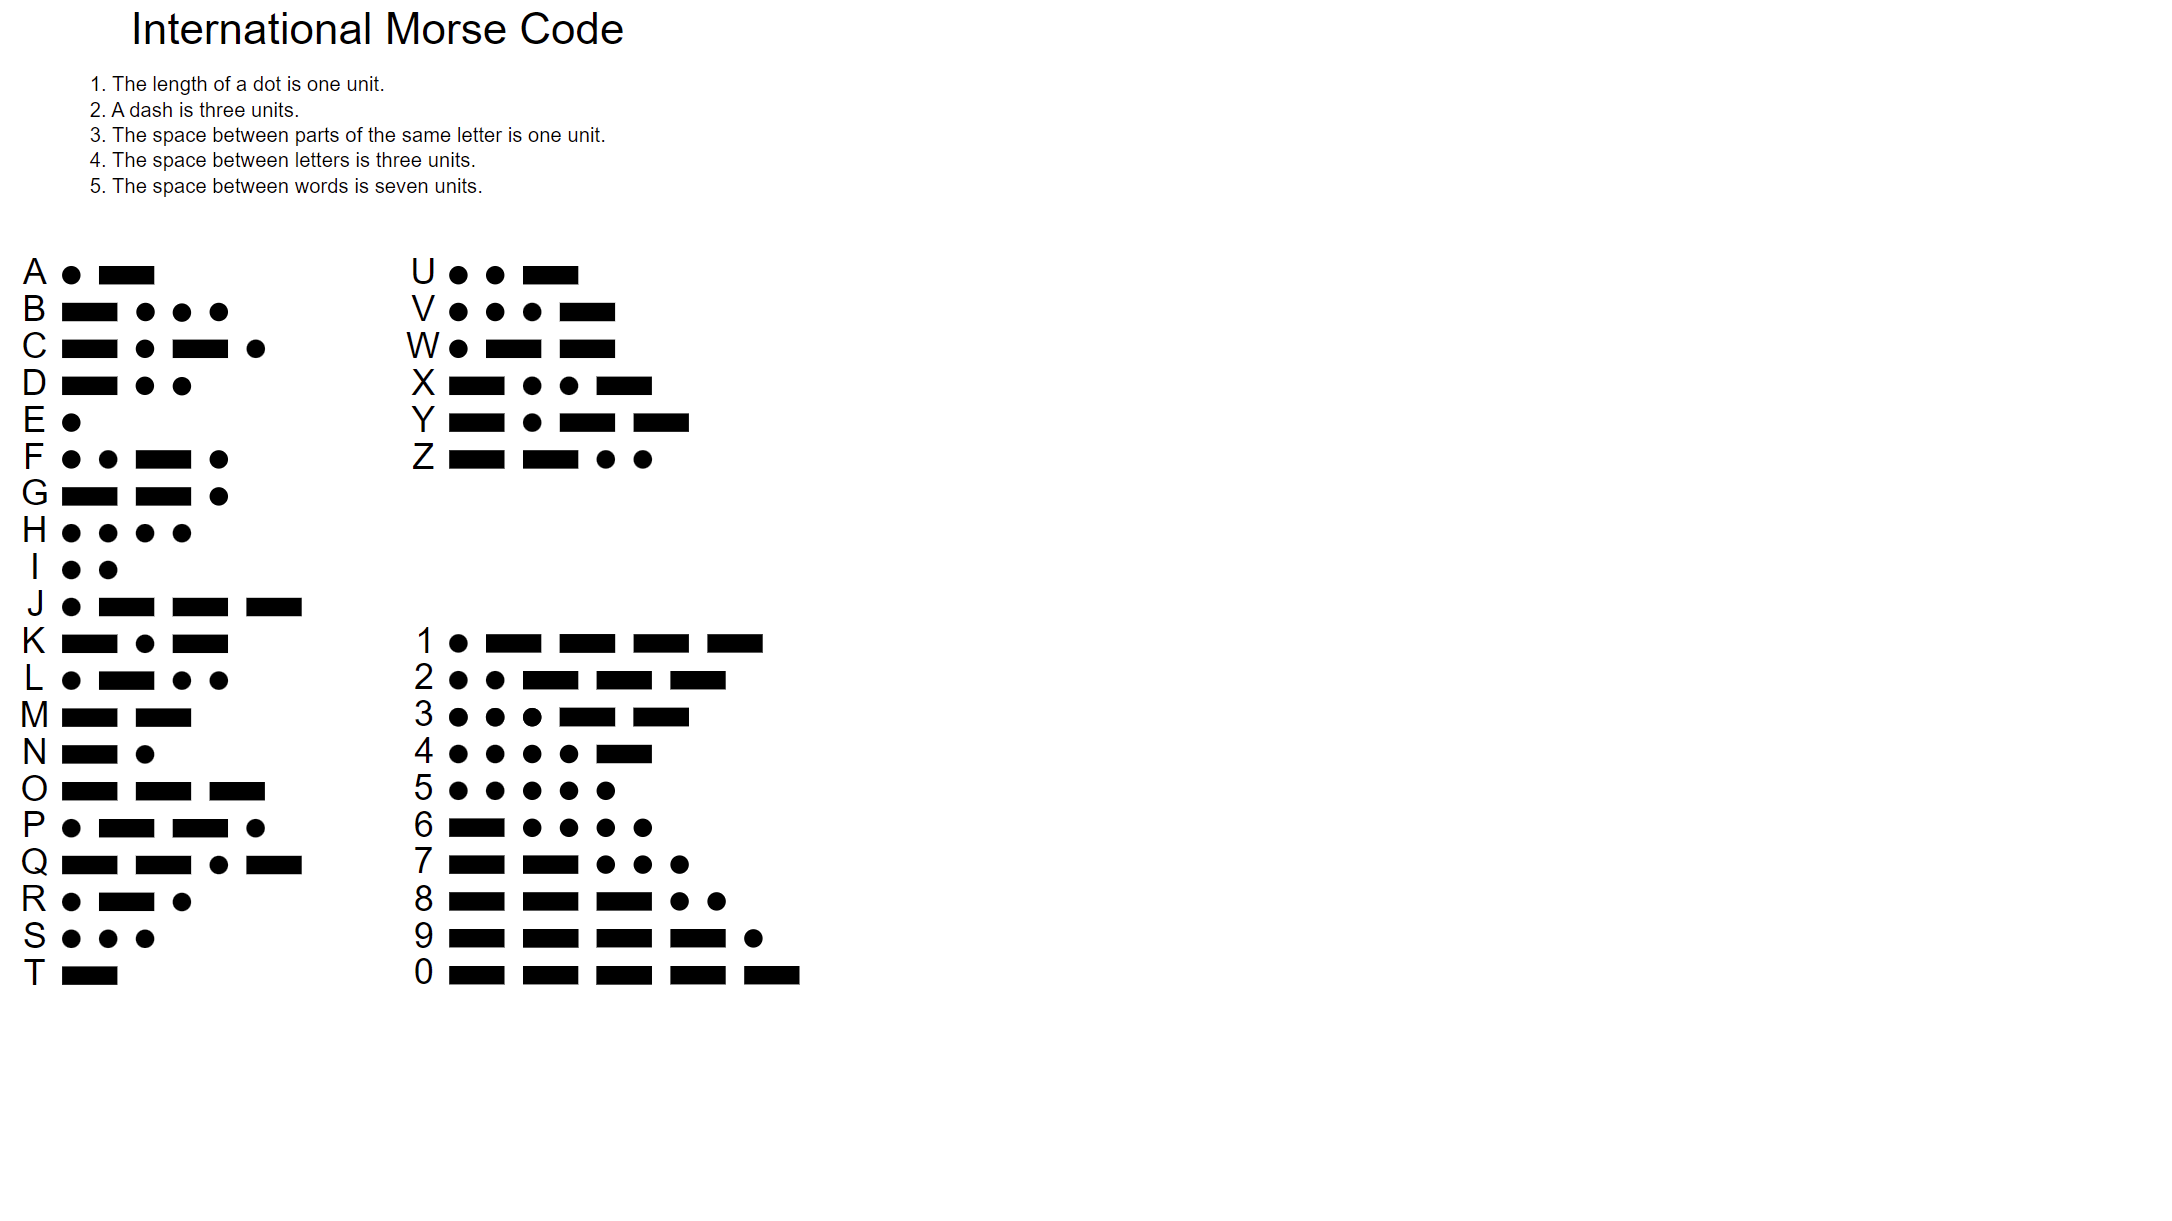 International Morse Code
1. The length of a dot is one unit.
2. A dash is three units.
3. The space between parts of the same letter is one unit.
4. The space between letters is three units.
5. The space between words is seven units.
A
B
C
D
E
F
G
H
I
J
K
L
M
N
O
P
Q
R
S
T
U
V
W
X
Y
Z
1
2
3
4
5
6
7
8
9
0